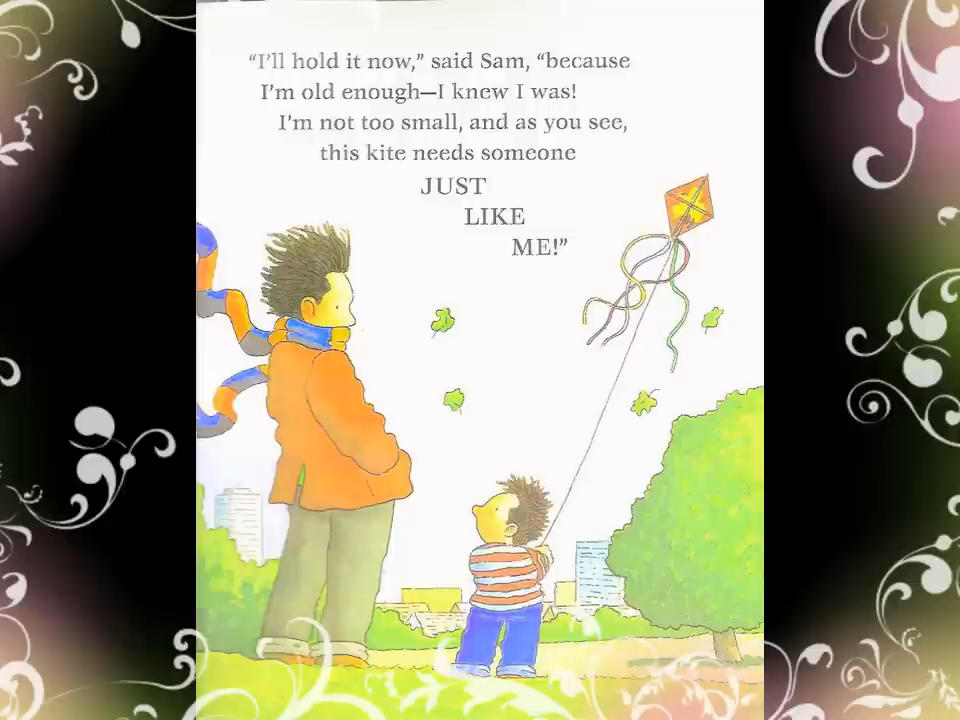 “I’ll hold it now,” said Sam, “because
I’m old enough—I knew I was!
I’m not too small, and as you see,
this kite needs someone
JUST
LIKE
ME!”